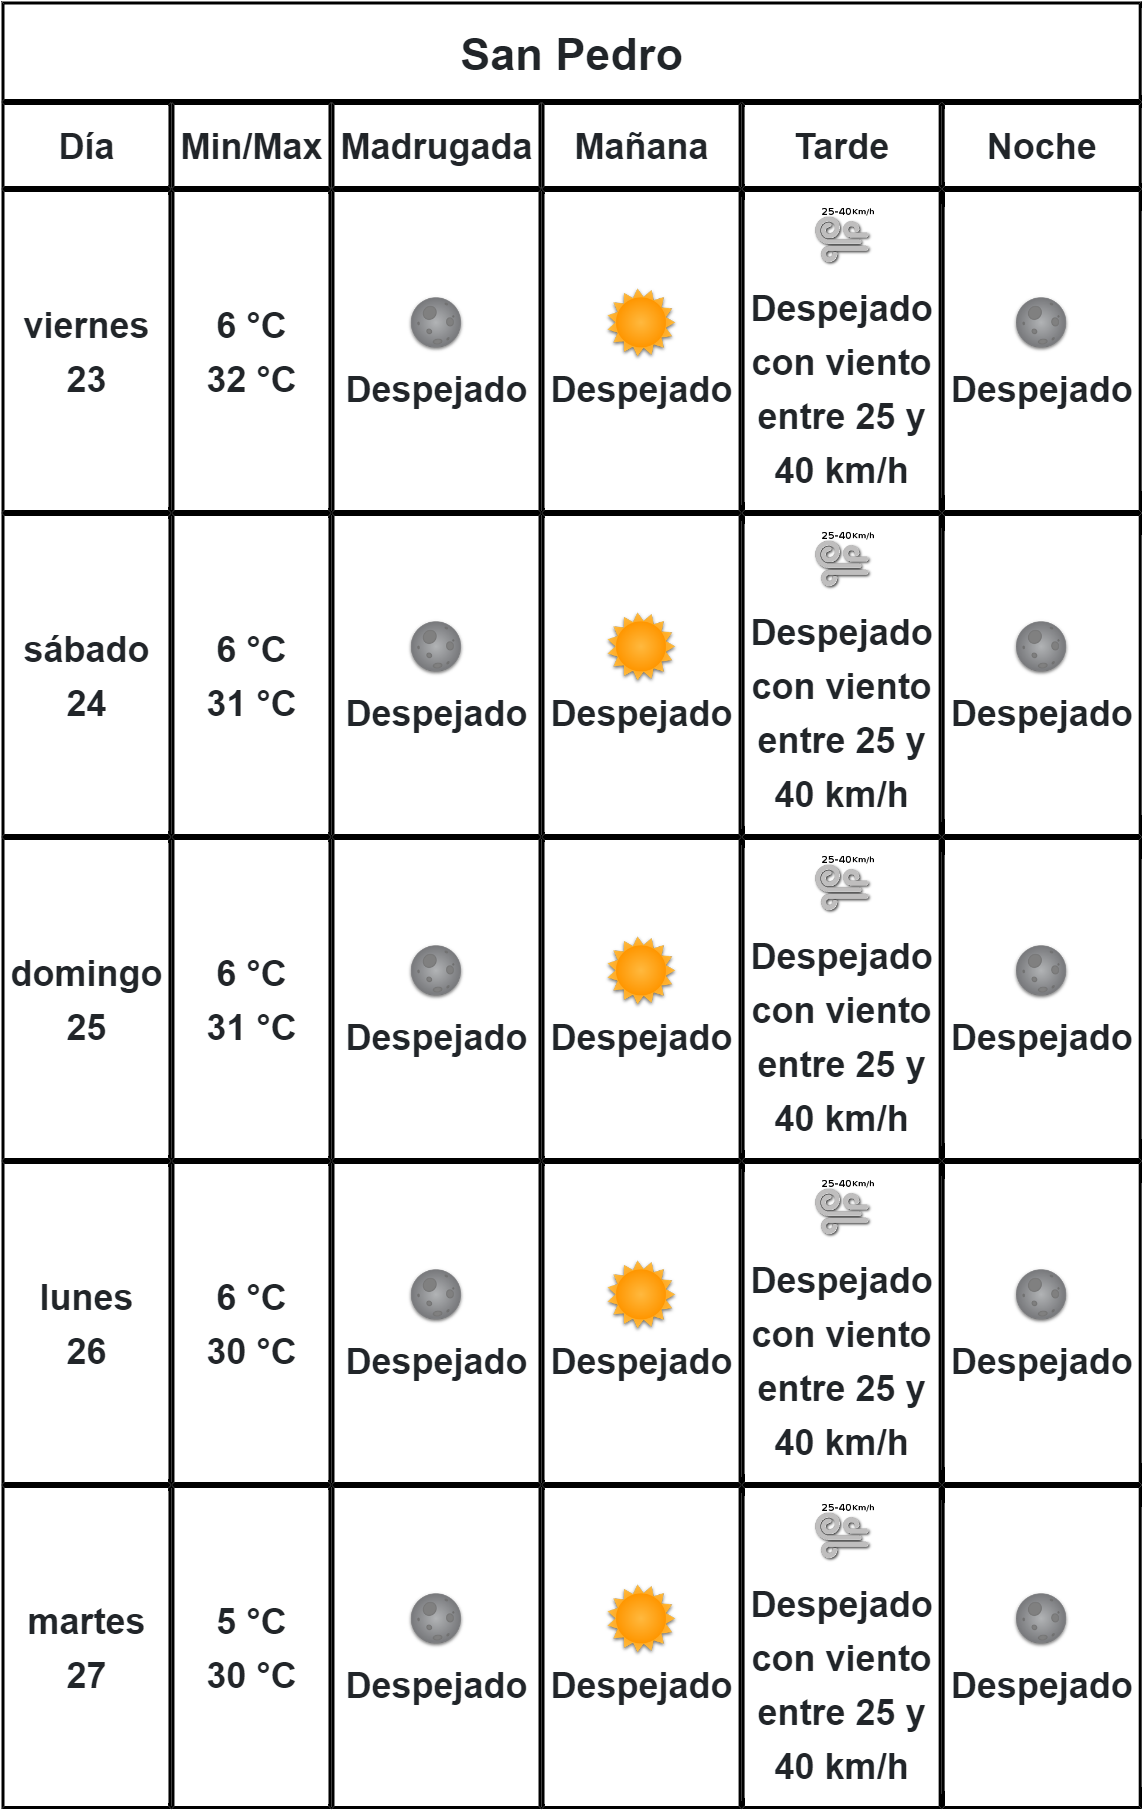 San Pedro
Día Min/Max Madrugada Mañana Tarde Noche
viernes
23
6 °C
32 °C
Despejado
Despejado
25-40Km/h
Despejado
con viento
entre 25 y
40 km/h
Despejado
sábado
24
6 °C
31 °C
Despejado
Despejado
25-40Km/h
Despejado
con viento
entre 25 y
40 km/h
Despejado
domingo
25
6 °C
31 °C
Despejado
Despejado
25-40Km/h
Despejado
con viento
entre 25 y
40 km/h
Despejado
lunes
26
6 °C
30 °C
Despejado
Despejado
25-40Km/h
Despejado
con viento
entre 25 y
40 km/h
Despejado
martes
27
5 °C
30 °C
Despejado
Despejado
25-40Km/h
Despejado
con viento
entre 25 y
40 km/h
Despejado